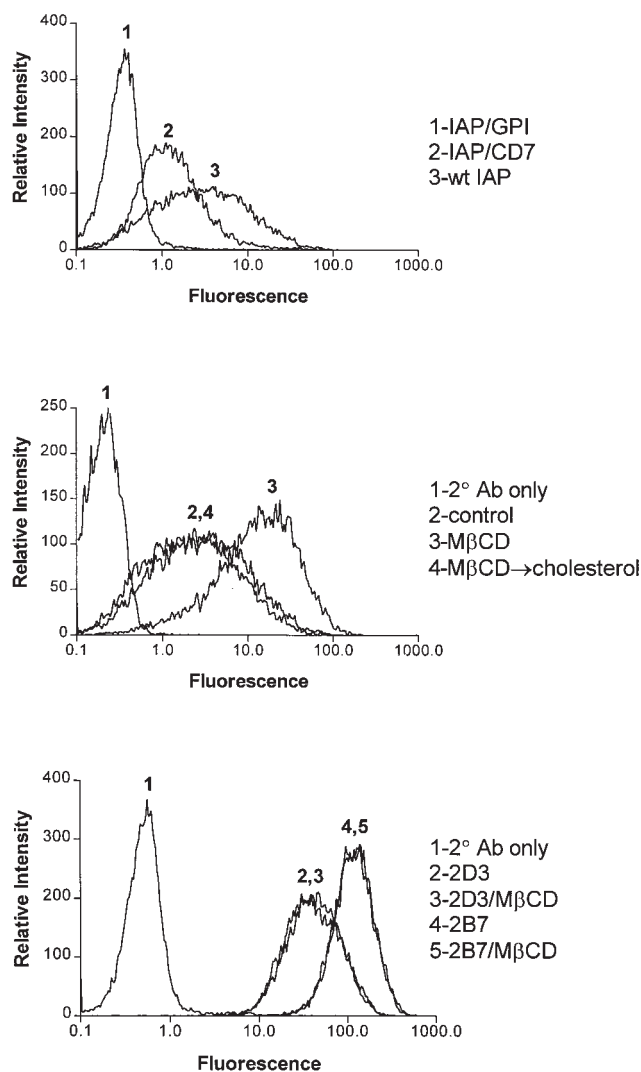 400
300
200
100
0
Relative Intensity
1
2
3
0.1 1.0 10.0 100.0 1000.0
Fluorescence
1-IAP/GPI
2-IAP/CD7
3-wt IAP
250
200
150
100
50
0
Relative Intensity
1
2,4
3
0.1 1.0 10.0 100.0 1000.0
Fluorescence
1-2° Ab only
2-control
3-MβCD
4-MβCD→cholesterol
400
300
200
100
0
Relative Intensity
1
2,3
4,5
0.1 1.0 10.0 100.0 1000.0
Fluorescence
1-2° Ab only
2-2D3
3-2D3/MβCD
4-2B7
5-2B7/MβCD